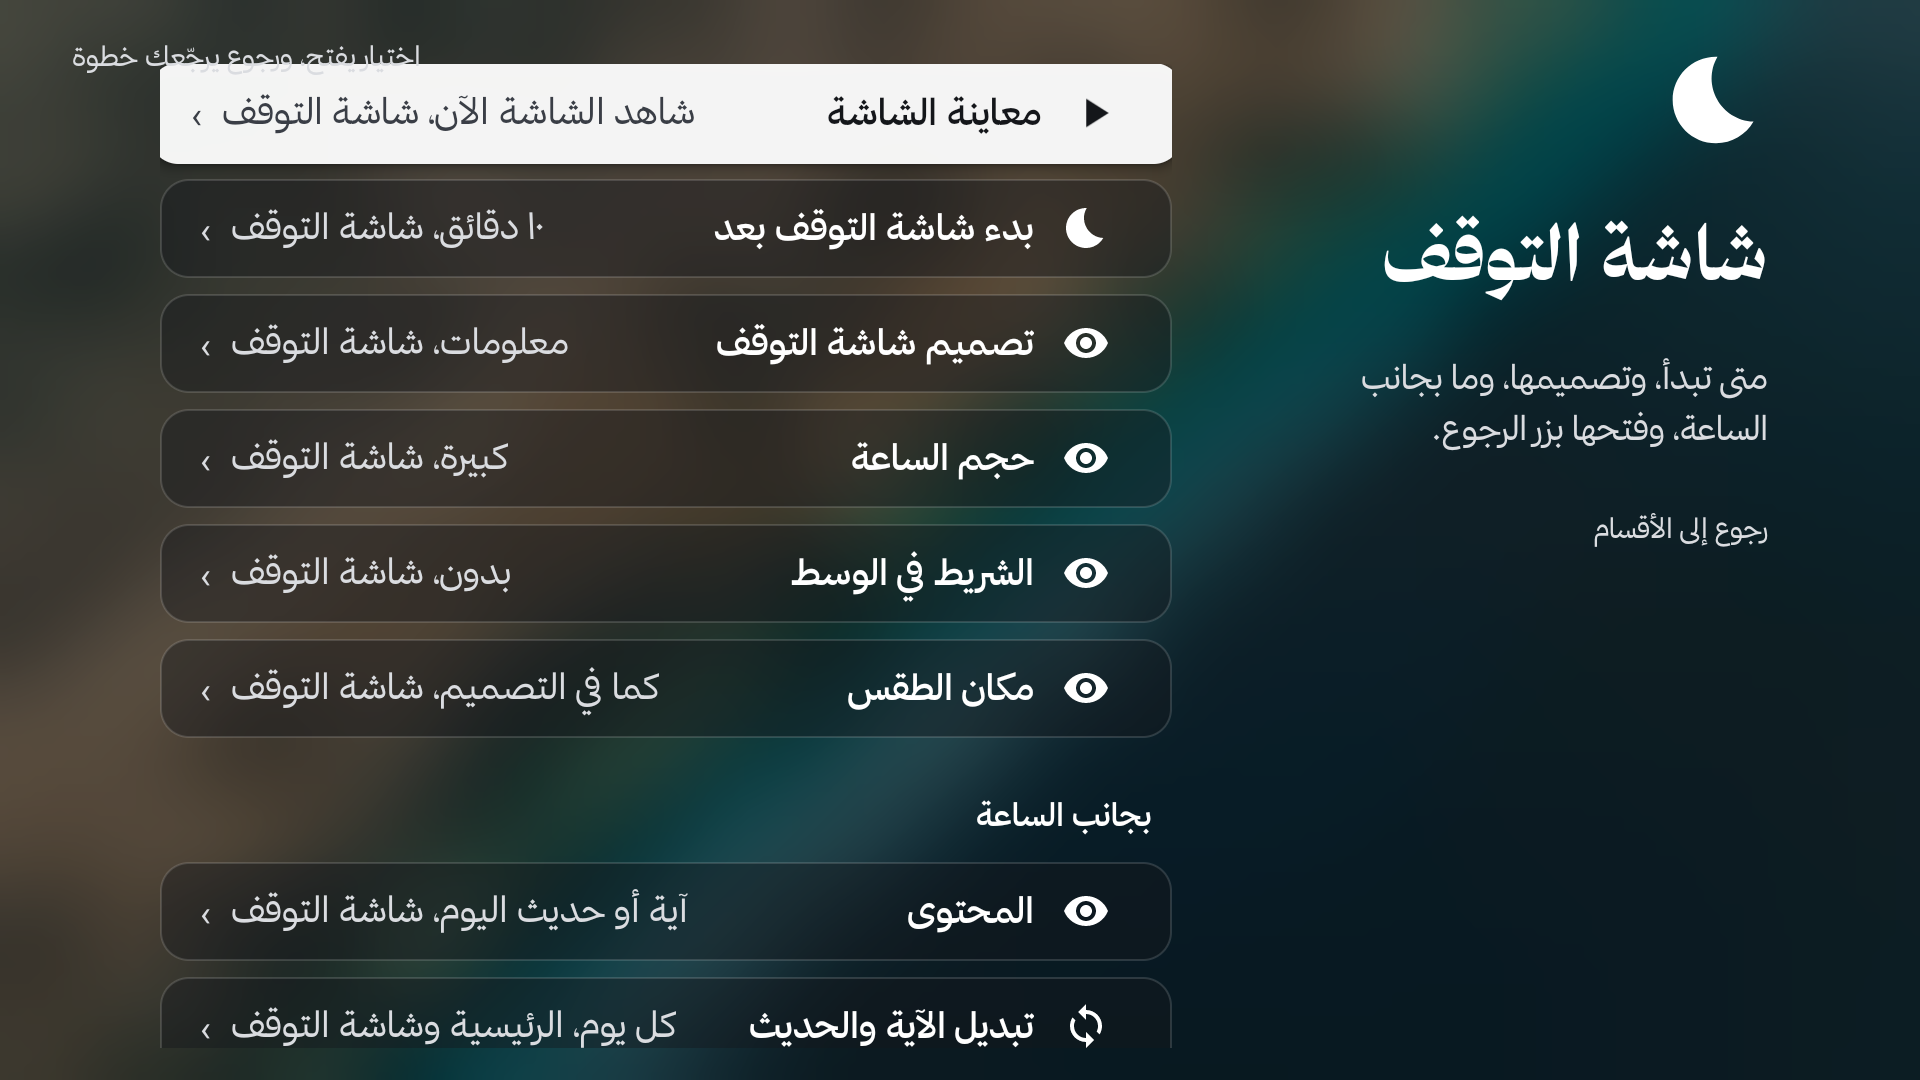 شاشة التوقف
متى تبدأ، وتصميمها، وما بجانب
الساعة، وفتحها بزر الرجوع.
رجوع إلى الأقسام
اختيار يفتح، ورجوع يرجّعك خطوة
معاينة الشاشة شاهد الشاشة الآن، شاشة التوقف
بدء شاشة التوقف بعد ١٠ دقائق، شاشة التوقف
تصميم شاشة التوقف معلومات، شاشة التوقف
حجم الساعة كبيرة، شاشة التوقف
الشريط في الوسط بدون، شاشة التوقف
مكان الطقس كما في التصميم، شاشة التوقف
بجانب الساعة
المحتوى آية أو حديث اليوم، شاشة التوقف
تبديل الآية والحديث كل يوم، الرئيسية وشاشة التوقف